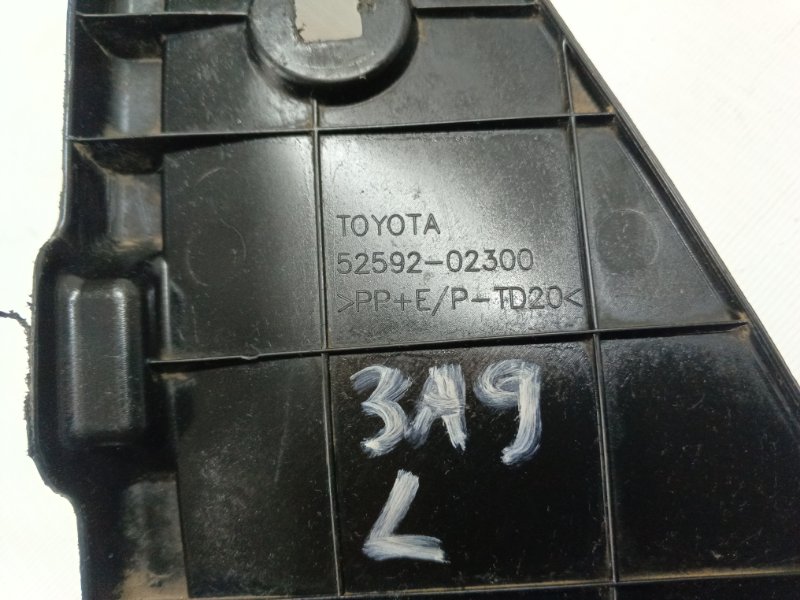 TOYOTA
52592-02300
>PP+E/P-TD20<
3A9
L